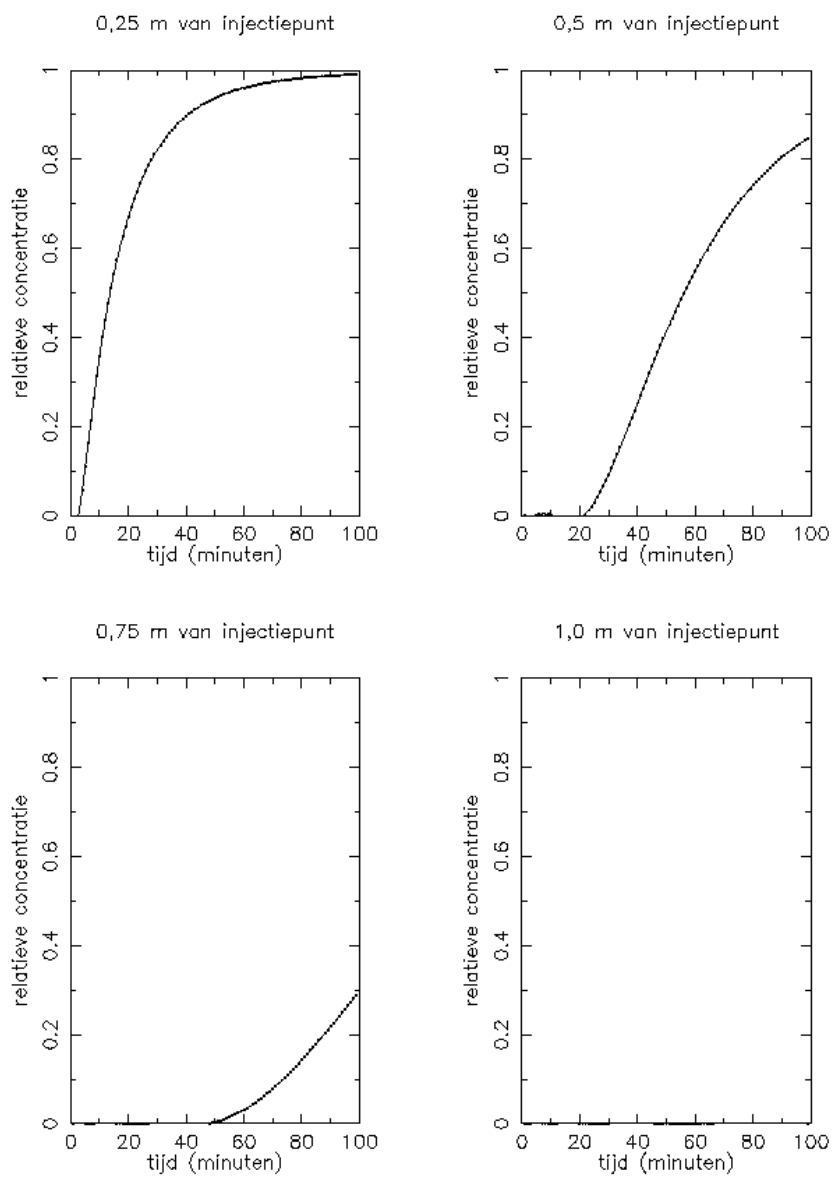 0,25 m van injectiepunt
relatieve concentratie
0 0.2 0.4 0.6 0.8 1
0 20 40 60 80 100
tijd (minuten)
0,5 m van injectiepunt
relatieve concentratie
0 0.2 0.4 0.6 0.8 1
0 20 40 60 80 100
tijd (minuten)
0,75 m van injectiepunt
relatieve concentratie
0 0.2 0.4 0.6 0.8 1
0 20 40 60 80 100
tijd (minuten)
1,0 m van injectiepunt
relatieve concentratie
0 0.2 0.4 0.6 0.8 1
0 20 40 60 80 100
tijd (minuten)